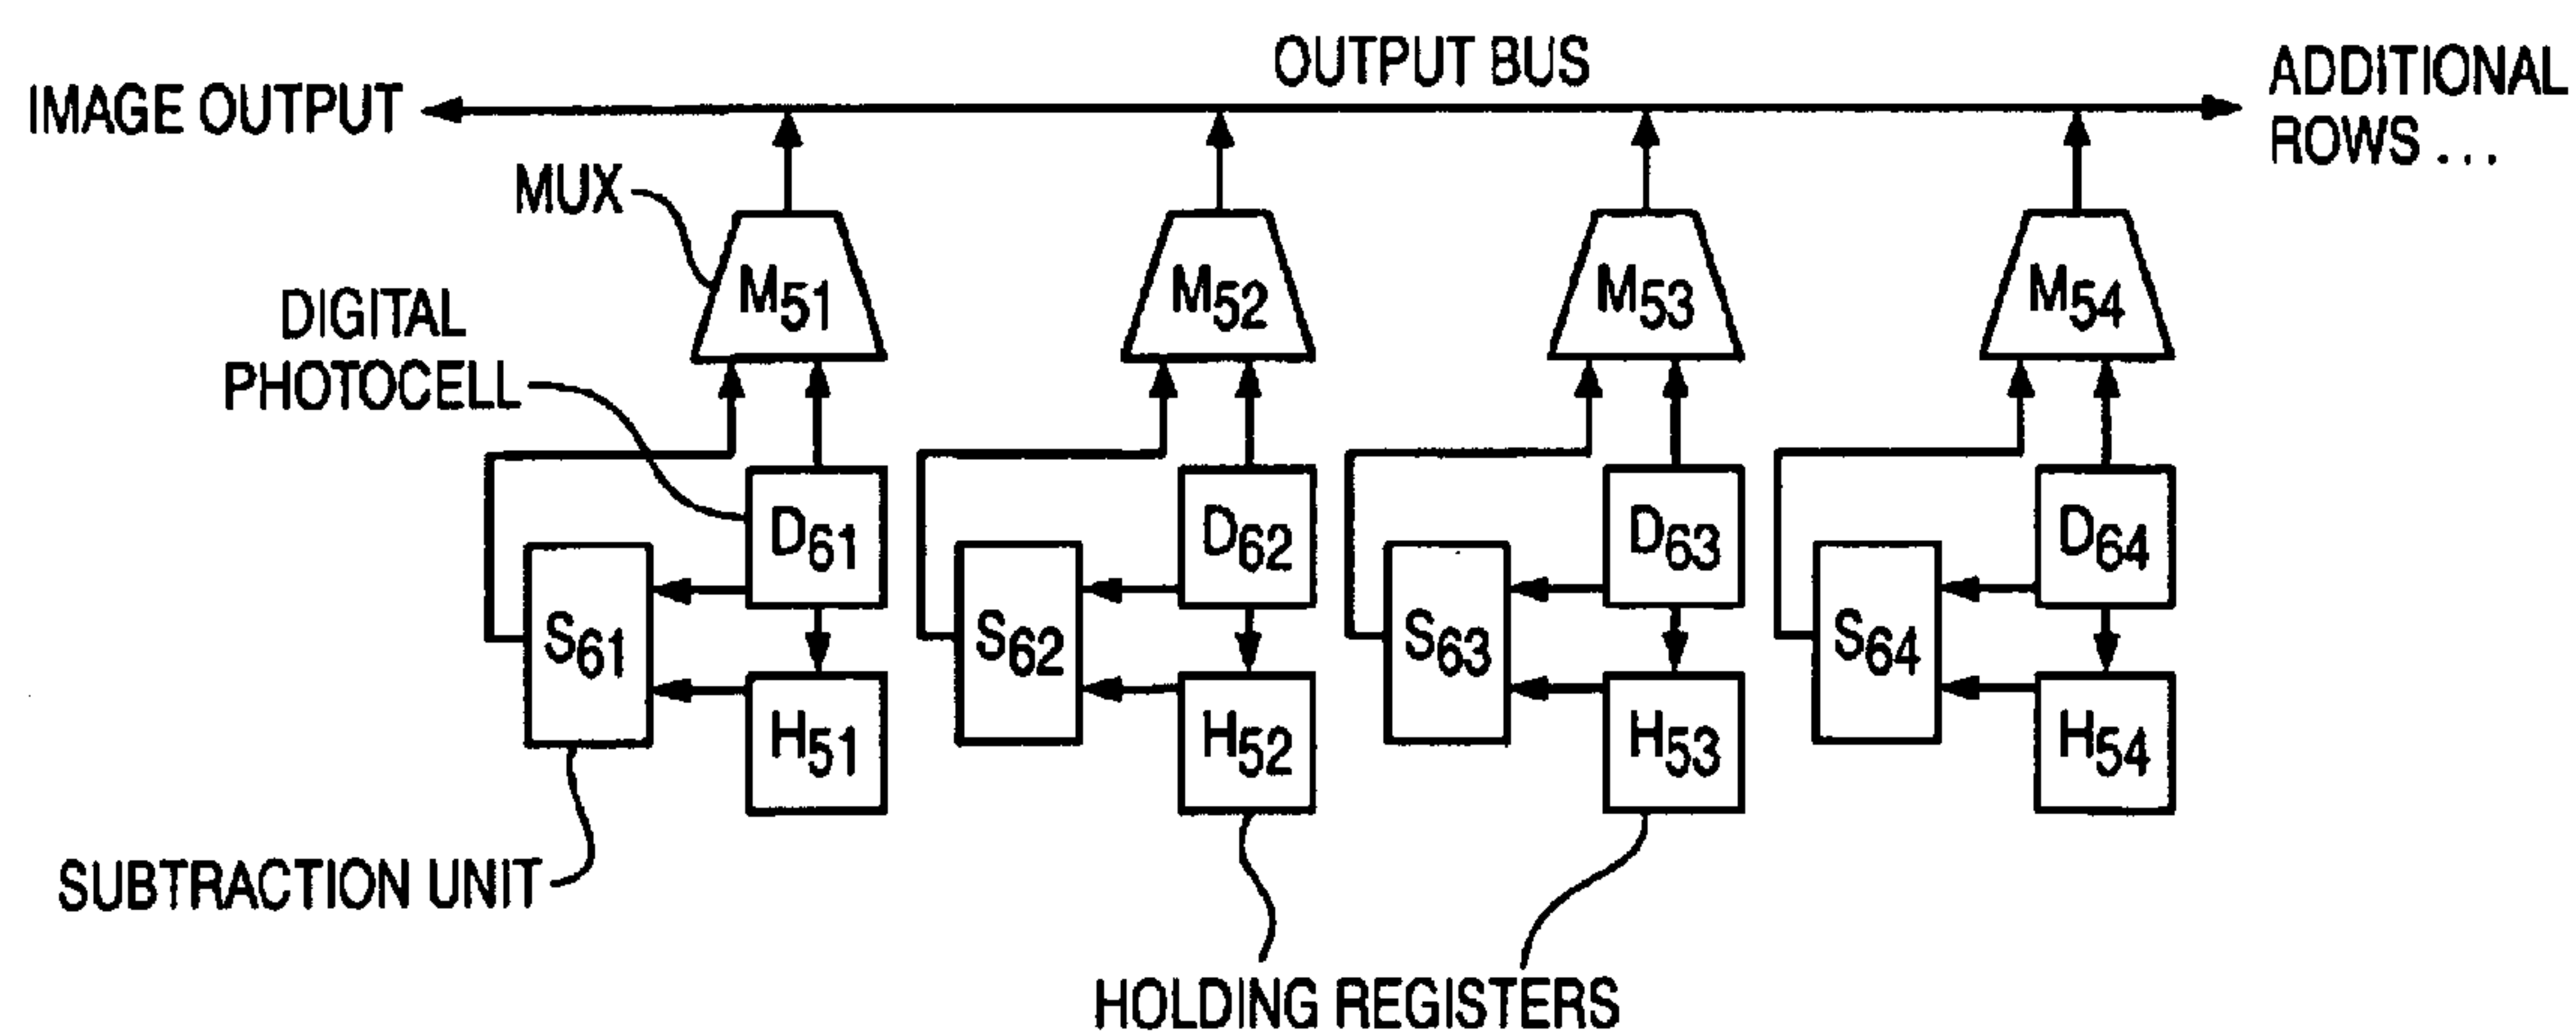 OUTPUT BUS
IMAGE OUTPUT
ADDITIONAL
ROWS ...
MUX
M51
M52
M53
M54
DIGITAL
PHOTOCELL
D61
D62
D63
D64
S61
S62
S63
S64
H51
H52
H53
H54
SUBTRACTION UNIT
HOLDING REGISTERS